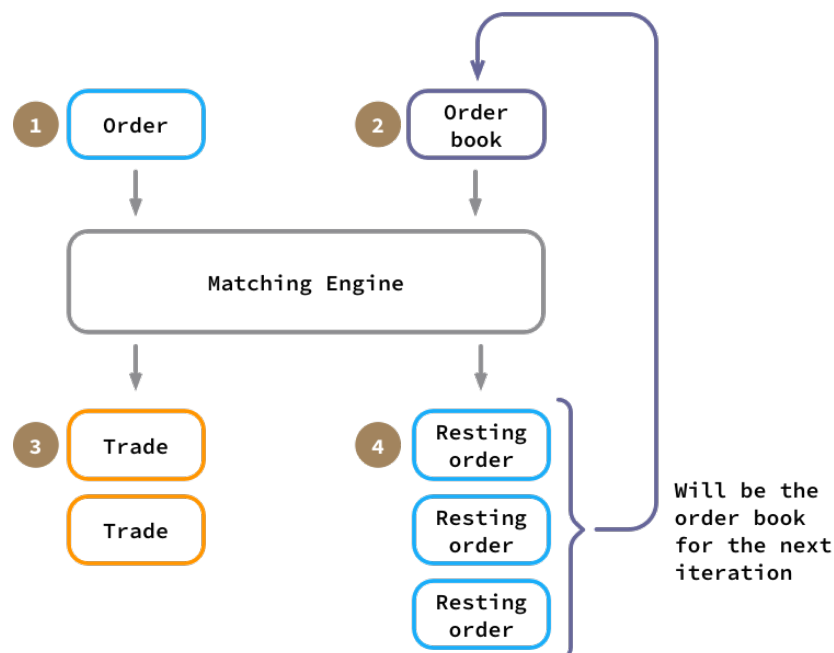 1
Order
2
Order
book
Matching Engine
3
Trade
4
Resting
order
Trade
Resting
order
Resting
order
Will be the
order book
for the next
iteration